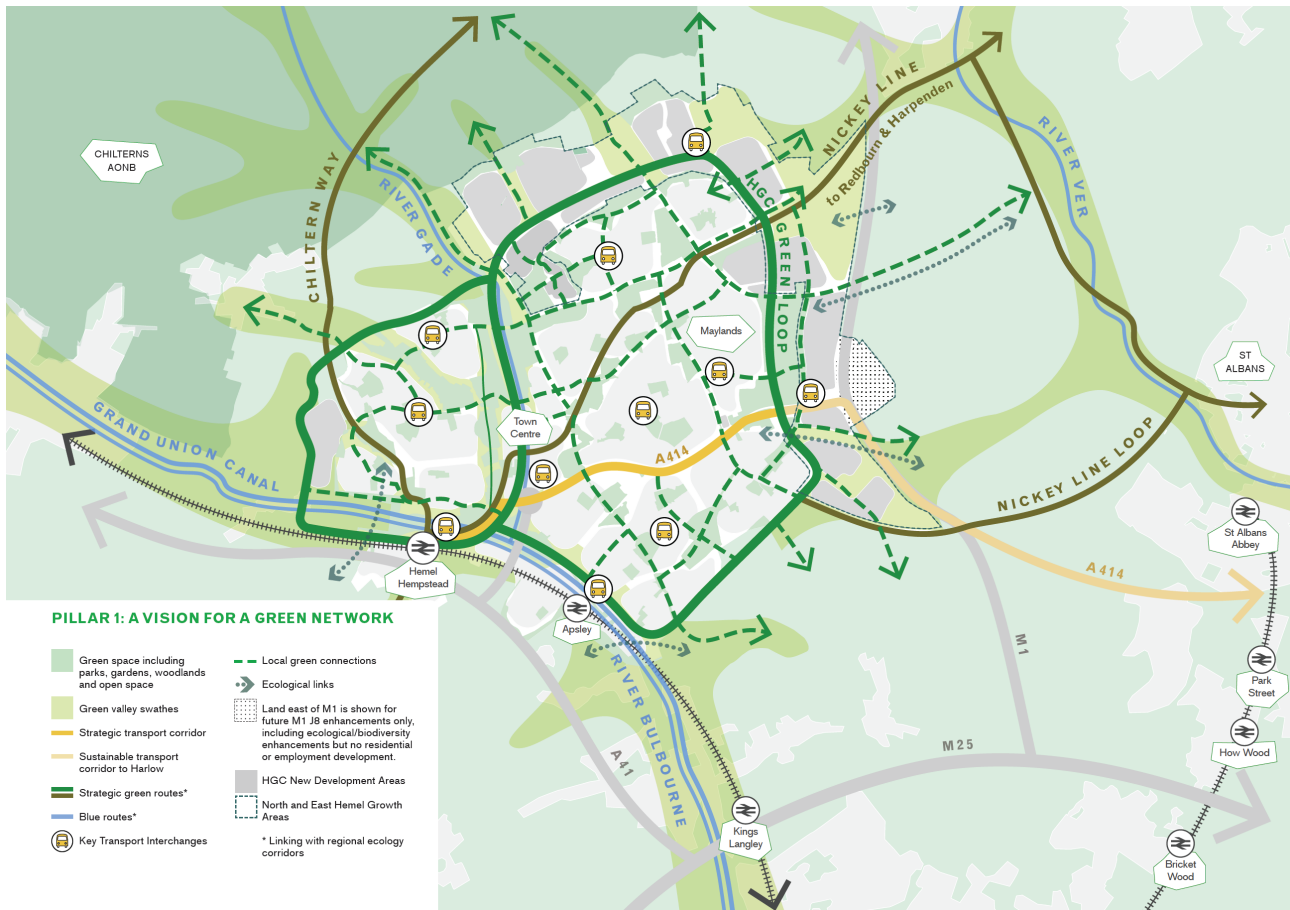 CHILTERNS
AONB
CHILTERN WAY
RIVER GADE
NICKEY LINE
to Redbourn & Harpenden
RIVER VER
HGC GREEN LOOP
Maylands
ST
ALBANS
GRAND UNION CANAL
Town
Centre
A414
NICKEY LINE LOOP
St Albans
Abbey
Hemel
Hempstead
A414
Apsley
M1
Park
Street
RIVER BULBOURNE
A41
M25
How Wood
Kings
Langley
Bricket
Wood
PILLAR 1: A VISION FOR A GREEN NETWORK
Green space including
parks, gardens, woodlands
and open space
Green valley swathes
Strategic transport corridor
Sustainable transport
corridor to Harlow
Strategic green routes*
Blue routes*
Key Transport Interchanges
Local green connections
Ecological links
Land east of M1 is shown for
future M1 J8 enhancements only,
including ecological/biodiversity
enhancements but no residential
or employment development.
HGC New Development Areas
North and East Hemel Growth
Areas
* Linking with regional ecology
corridors